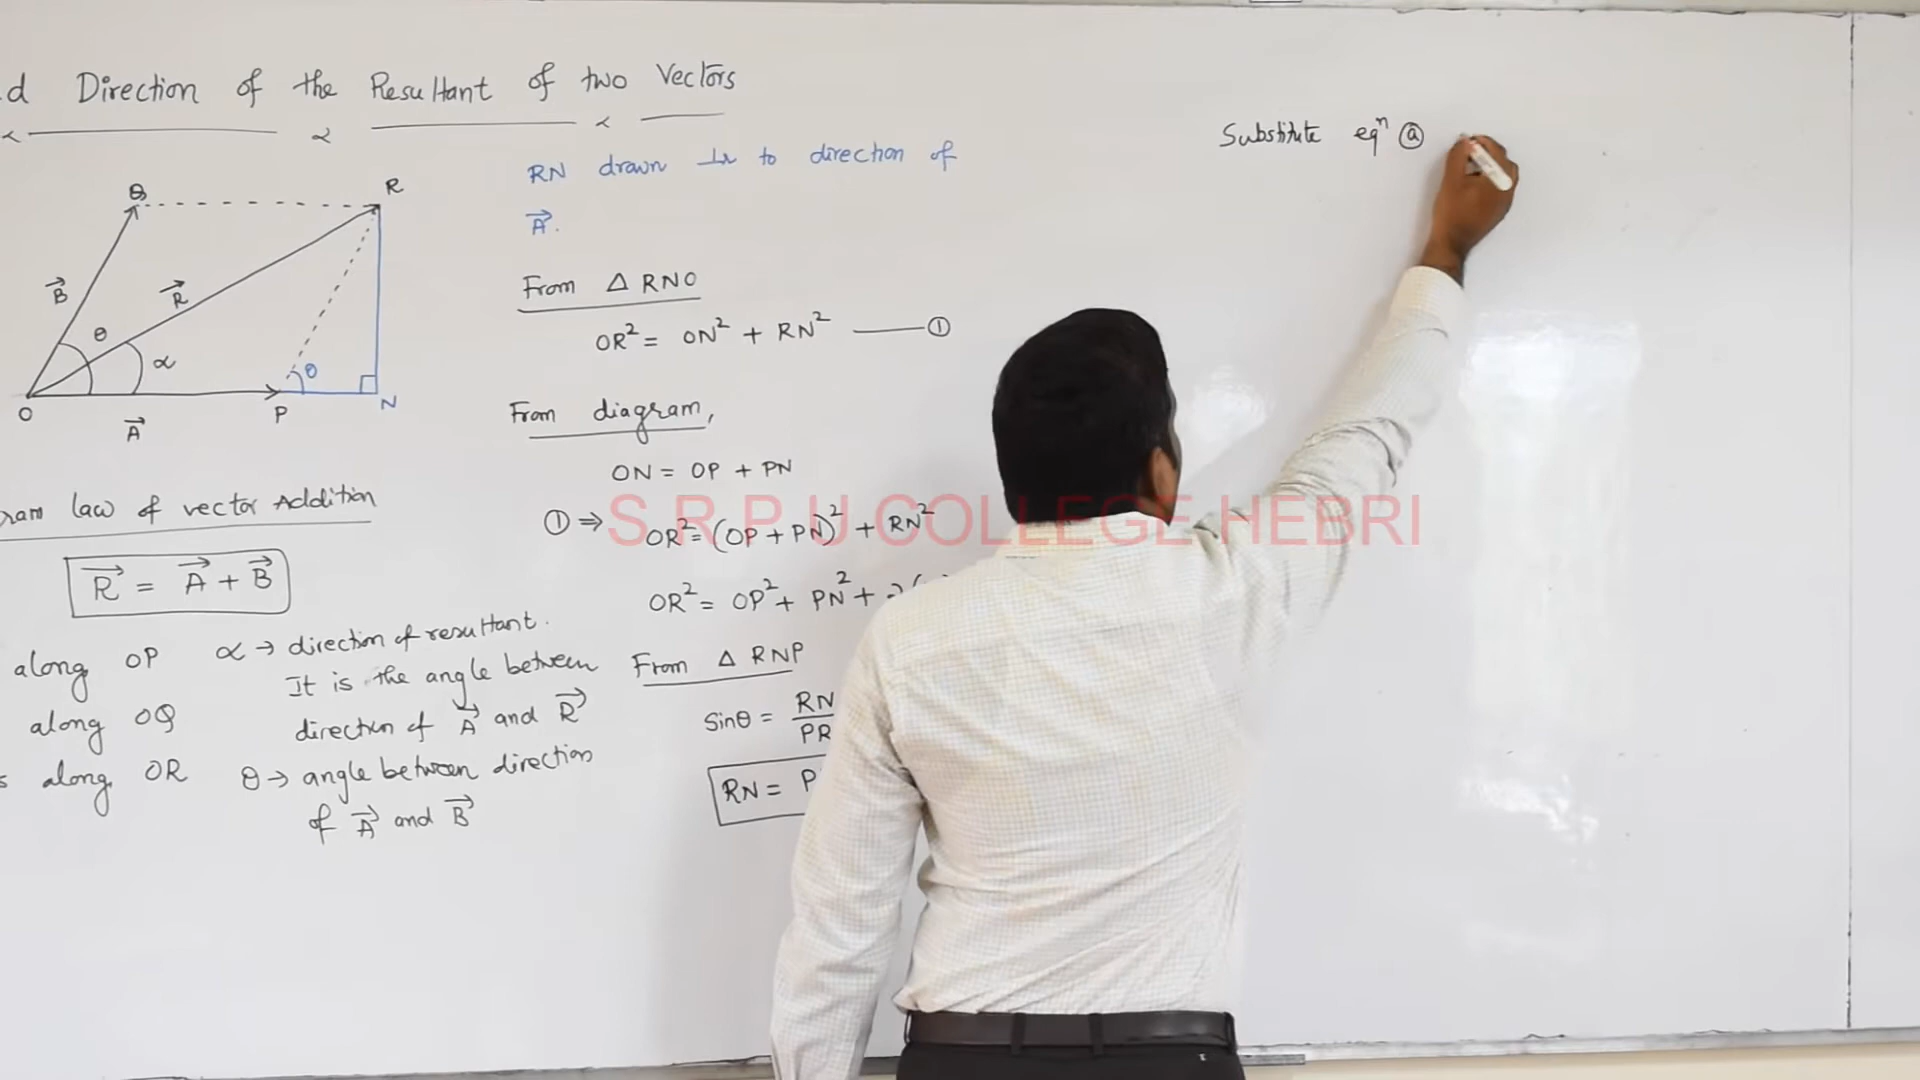 d Direction of the Resultant of two Vectors
RN drawn ⊥r to direction of
A⃗.
Q
R
B⃗
R⃗
θ
α
θ
O
A⃗
P
N
From △ RNO
OR² = ON² + RN² —— ①
From diagram,
ON = OP + PN
① ⇒ OR² = (OP + PN)² + RN²
OR² = OP² + PN² + 2(
From △ RNP
Sinθ = RN/PR
RN = P
ram law of vector Addition
R⃗ = A⃗ + B⃗
along OP
along OQ
s along OR
α → direction of resultant.
It is the angle between
direction of A⃗ and R⃗
θ → angle between direction
of A⃗ and B⃗
Substitute eqⁿ ⓐ
S R P U COLLEGE HEBRI